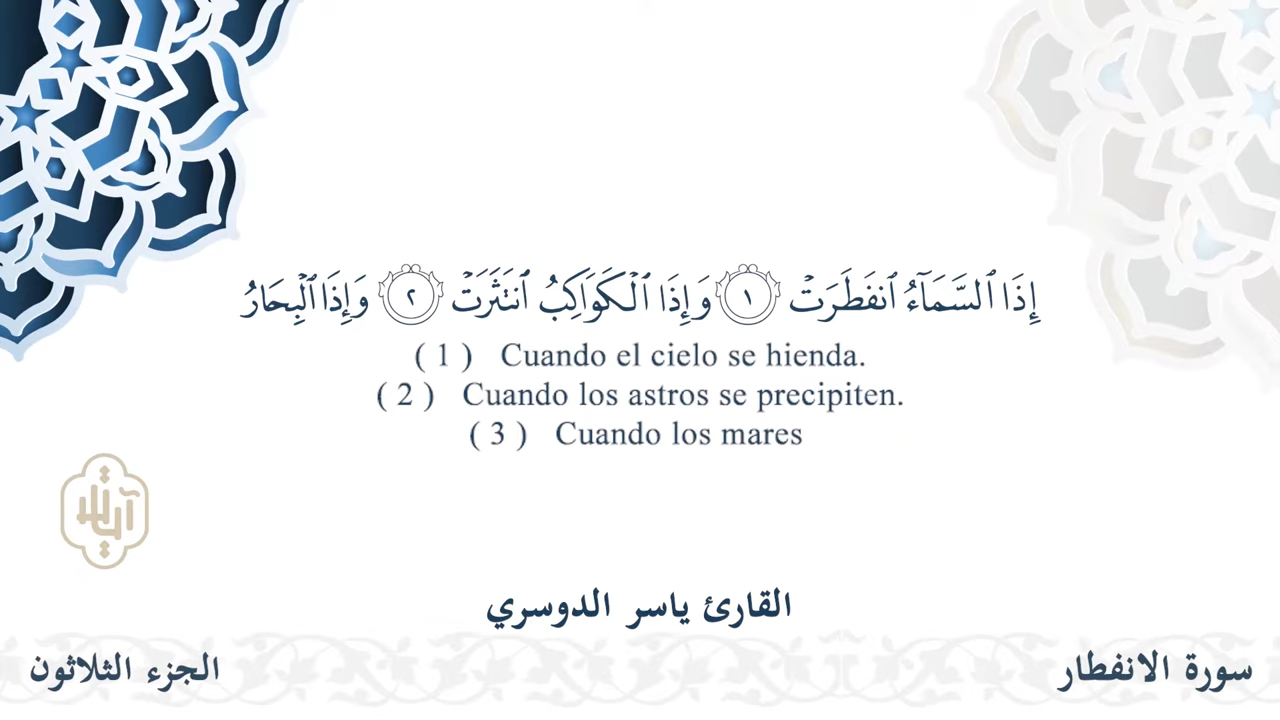 إِذَا ٱلسَّمَآءُ ٱنفَطَرَتۡ ١ وَإِذَا ٱلۡكَوَاكِبُ ٱنتَثَرَتۡ ٢ وَإِذَا ٱلۡبِحَارُ
( 1 ) Cuando el cielo se hienda.
( 2 ) Cuando los astros se precipiten.
( 3 ) Cuando los mares
القارئ ياسر الدوسري
سورة الانفطار
الجزء الثلاثون